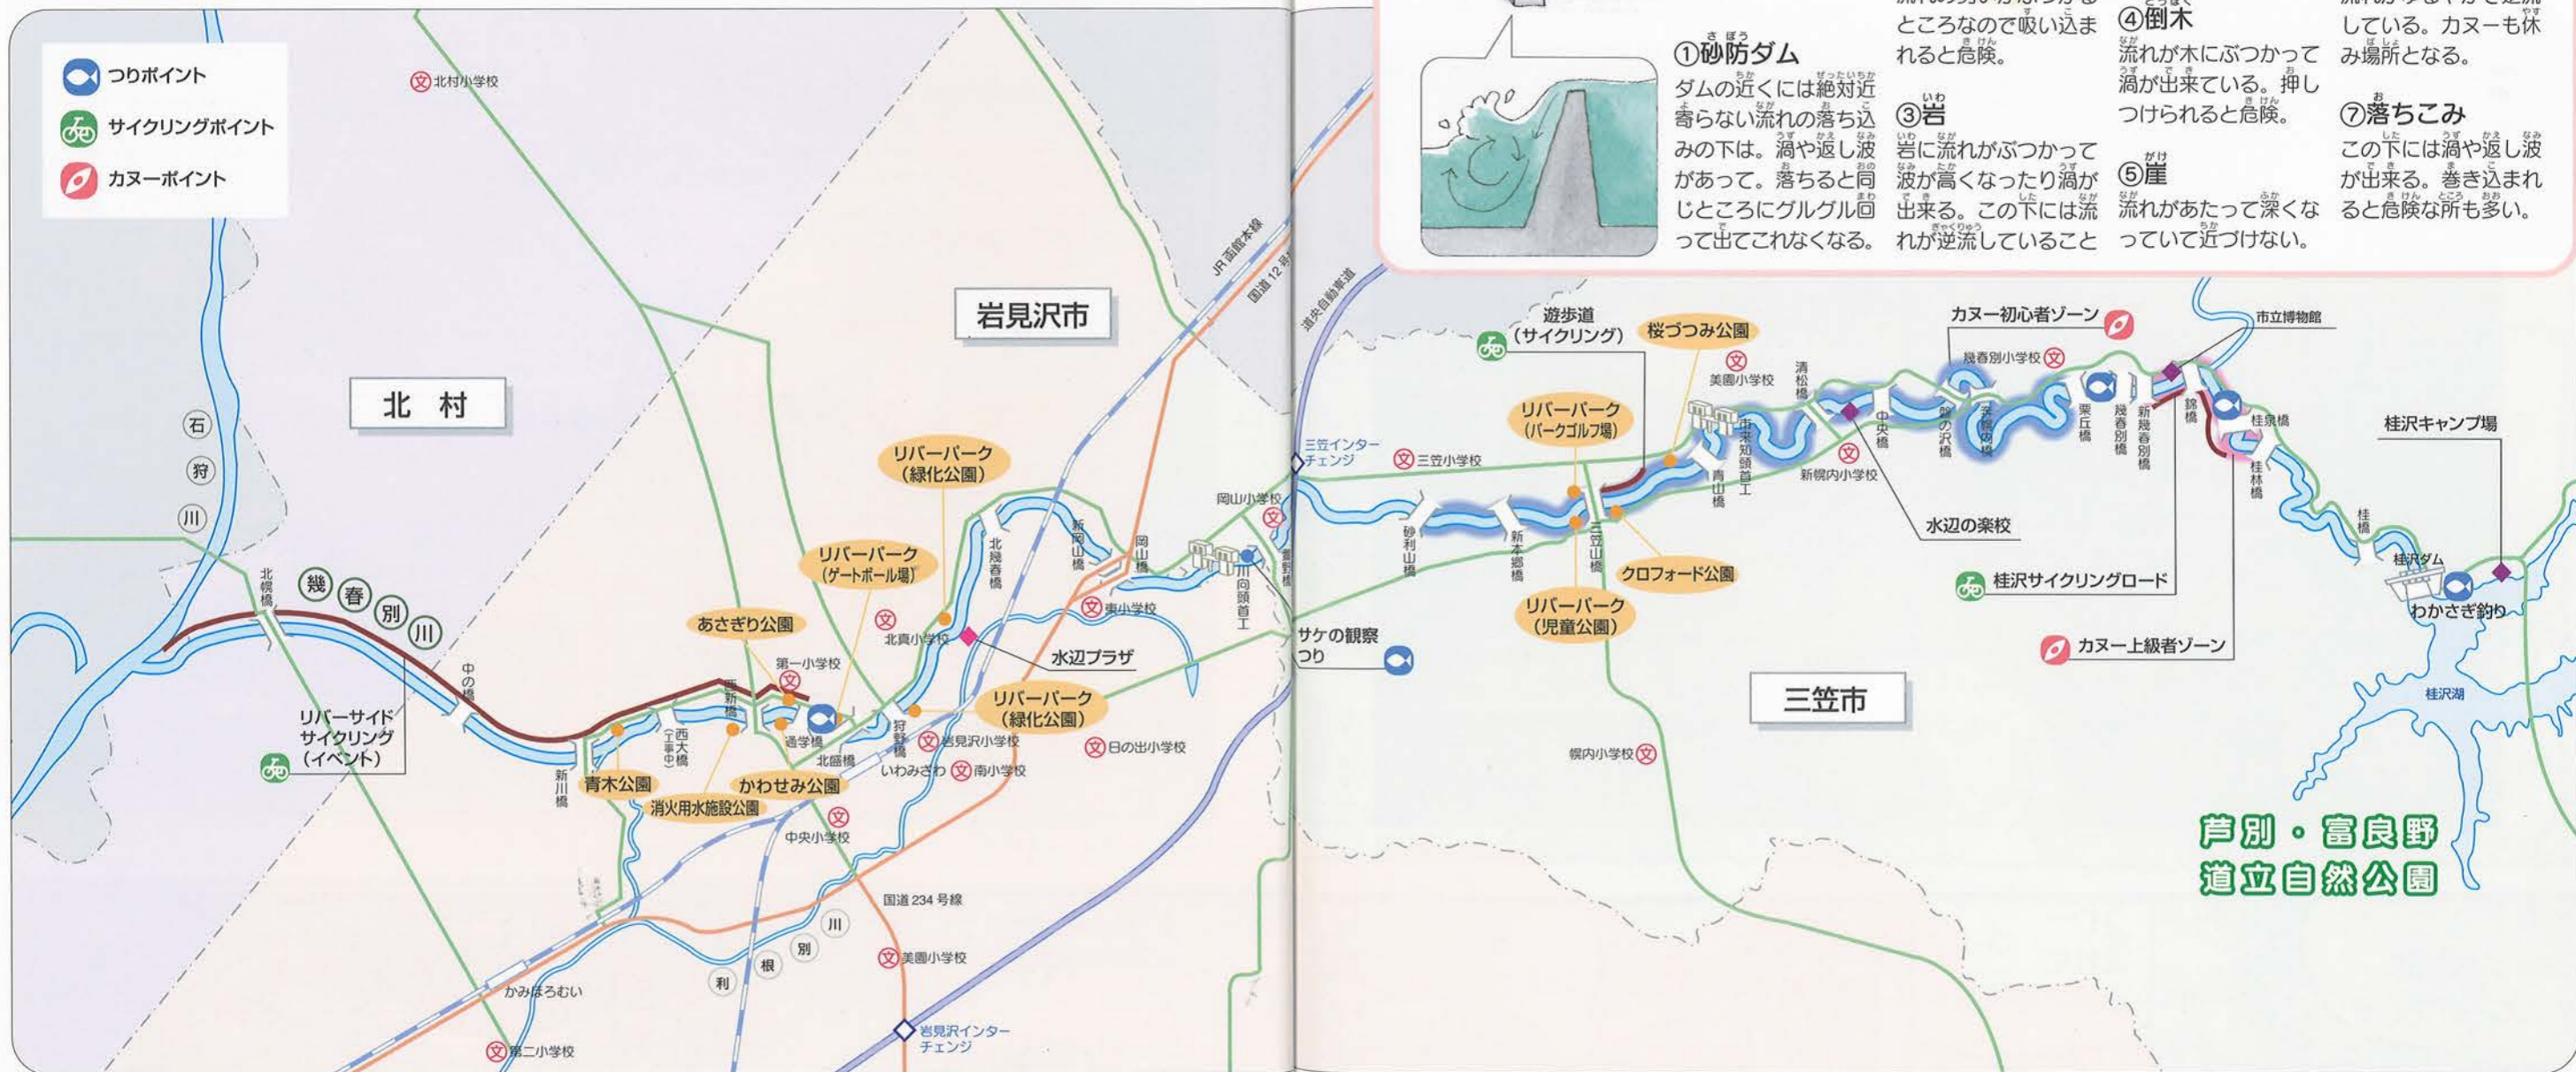 つりポイント
サイクリングポイント
カヌーポイント
①砂防ダム
ダムの近くには絶対近
寄らない流れの落ち込
みの下は。渦や返し波
があって。落ちると同
じところにグルグル回
って出てこれなくなる。
ところなので吸い込ま
れると危険。
③岩
岩に流れがぶつかって
波が高くなったり渦が
出来る。この下には流
れが逆流していること
④倒木
流れが木にぶつかって
渦が出来ている。押し
つけられると危険。
⑤崖
流れがあたって深くな
っていて近づけない。
している。カヌーも休
み場所となる。
⑦落ちこみ
この下には渦や返し波
が出来る。巻き込まれ
ると危険な所も多い。
北村小学校
北 村
岩見沢市
三笠市
石狩川
幾春別川
利根別川
JR函館本線
国道12号
道央自動車道
北幌橋
中の橋
リバーサイド
サイクリング
(イベント)
新川橋
青木公園
西大橋
(工事中)
西新橋
消火用水施設公園
あさぎり公園
第一小学校
通学橋
かわせみ公園
北盛橋
リバーパーク
(ゲートボール場)
リバーパーク
(緑化公園)
北真小学校
狩野橋
北幾春橋
水辺プラザ
リバーパーク
(緑化公園)
岩見沢小学校
いわみざわ
南小学校
日の出小学校
中央小学校
国道234号線
美園小学校
かみほろむい
第二小学校
岩見沢インター
チェンジ
新岡山橋
岡山橋
東小学校
岡山小学校
川向頭首工
サケの観察
つり
三笠インター
チェンジ
三笠小学校
砂利山橋
新本郷橋
三笠山橋
遊歩道
(サイクリング)
リバーパーク
(パークゴルフ場)
桜づつみ公園
美園小学校
リバーパーク
(児童公園)
クロフォード公園
青山橋
市来知頭首工
清松橋
新幌内小学校
中央橋
水辺の楽校
盤の沢橋
カヌー初心者ゾーン
幾春別小学校
栗丘橋
幾春別橋
新幾春別橋
錦橋
市立博物館
桂泉橋
桂林橋
桂橋
桂沢サイクリングロード
カヌー上級者ゾーン
桂沢キャンプ場
桂沢ダム
わかさぎ釣り
桂沢湖
幌内小学校
芦別・富良野
道立自然公園